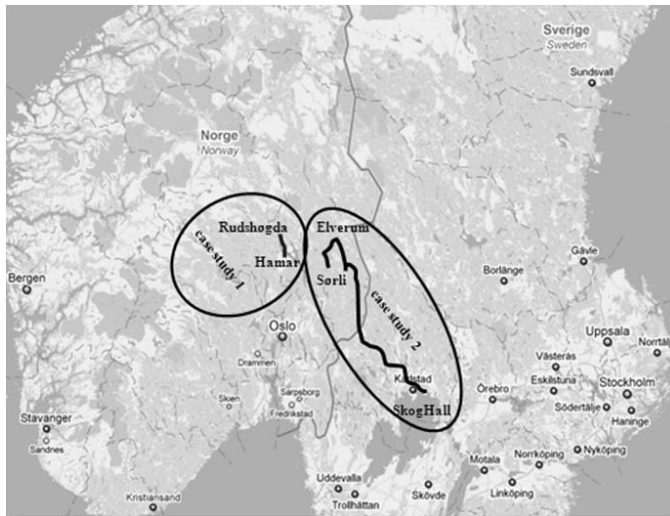 Sverige
Sweden
Sundsvall
Norge
Norway
Rudshøgda
Elverum
case study 1
Hamar
Sørli
Gävle
Bergen
Borlänge
case study 2
Oslo
Uppsala
Norrtälje
Drammen
Västerås
Karlstad
Eskilstuna
Stockholm
Örebro
Skien
Sarpsborg
Fredrikstad
SkogHall
Södertälje
Haninge
Stavanger
Sandnes
Nyköping
Norrköping
Motala
Linköping
Uddevalla
Trollhättan
Skövde
Kristiansand